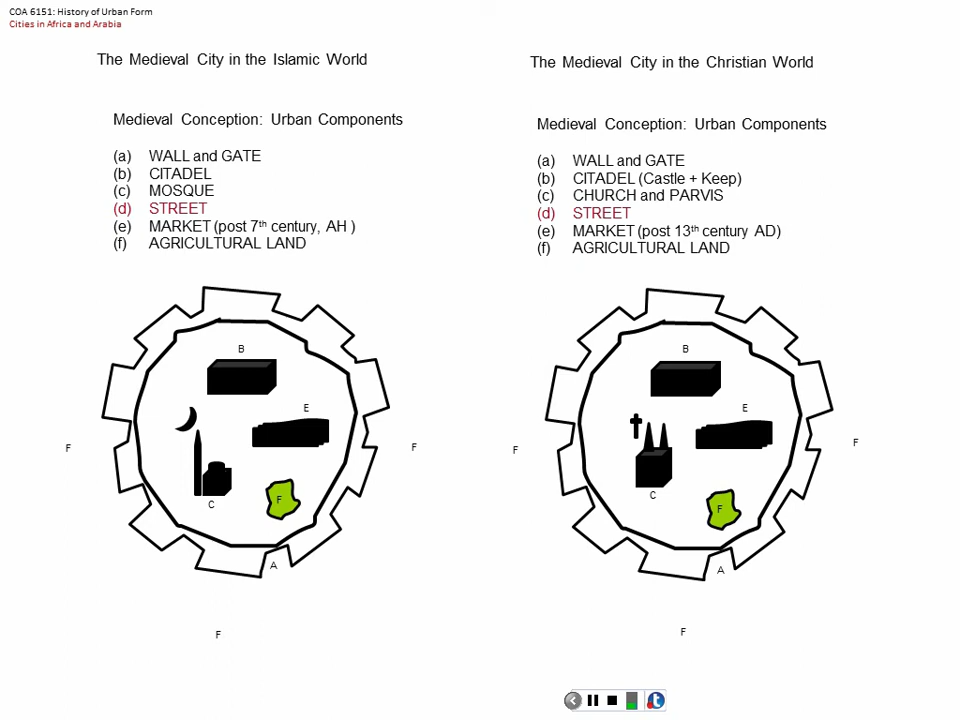 COA 6151: History of Urban Form
Cities in Africa and Arabia
The Medieval City in the Islamic World
Medieval Conception: Urban Components
(a) WALL and GATE
(b) CITADEL
(c) MOSQUE
(d) STREET
(e) MARKET (post 7th century, AH )
(f) AGRICULTURAL LAND
B
E
F
F
C
F
A
F
The Medieval City in the Christian World
Medieval Conception: Urban Components
(a) WALL and GATE
(b) CITADEL (Castle + Keep)
(c) CHURCH and PARVIS
(d) STREET
(e) MARKET (post 13th century AD)
(f) AGRICULTURAL LAND
B
E
F
F
C
F
A
F
t